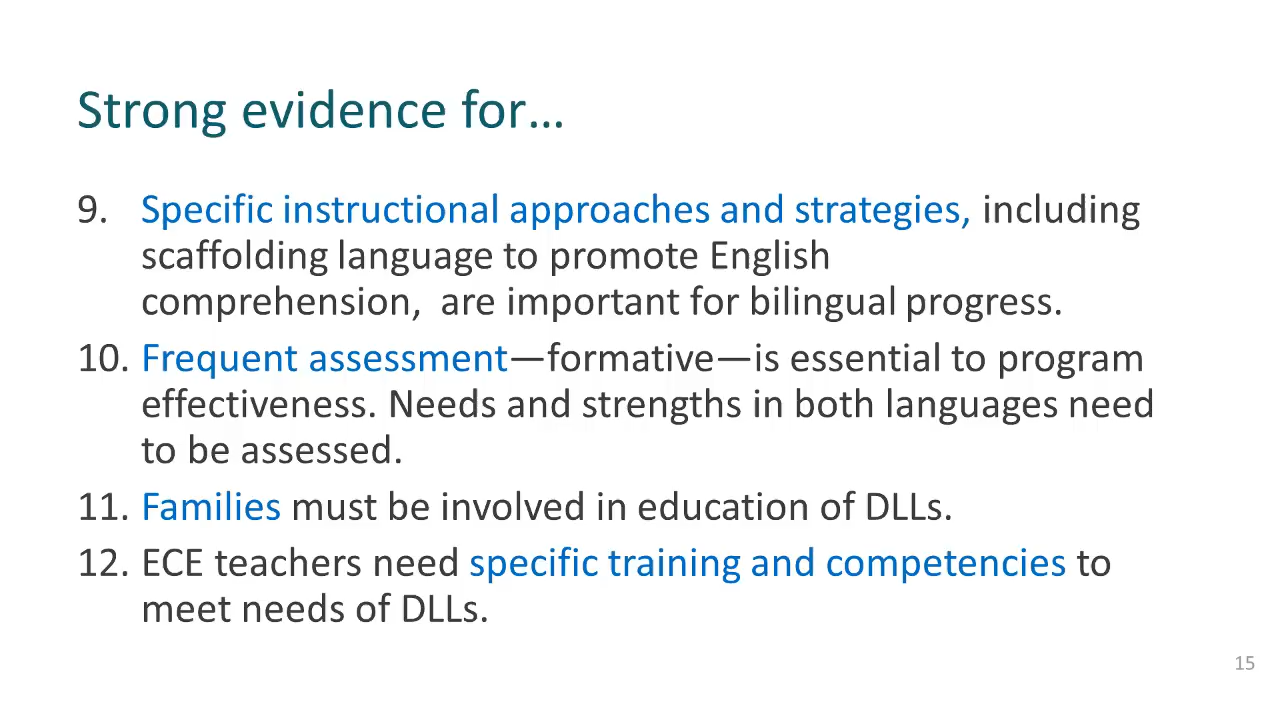 Strong evidence for…
9. Specific instructional approaches and strategies, including
scaffolding language to promote English
comprehension,  are important for bilingual progress.
10. Frequent assessment—formative—is essential to program
effectiveness. Needs and strengths in both languages need
to be assessed.
11. Families must be involved in education of DLLs.
12. ECE teachers need specific training and competencies to
meet needs of DLLs.
15